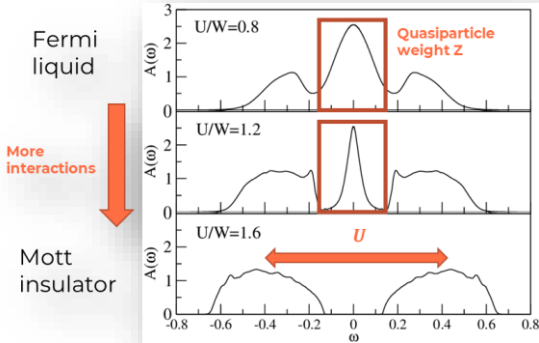 Fermi
liquid
More
interactions
Mott
insulator
3
2
1
0
A(ω)
U/W=0.8
Quasiparticle
weight Z
2
1
0
A(ω)
U/W=1.2
2
1
0
A(ω)
U/W=1.6
U
-0.8 -0.6 -0.4 -0.2 0 0.2 0.4 0.6 0.8
ω